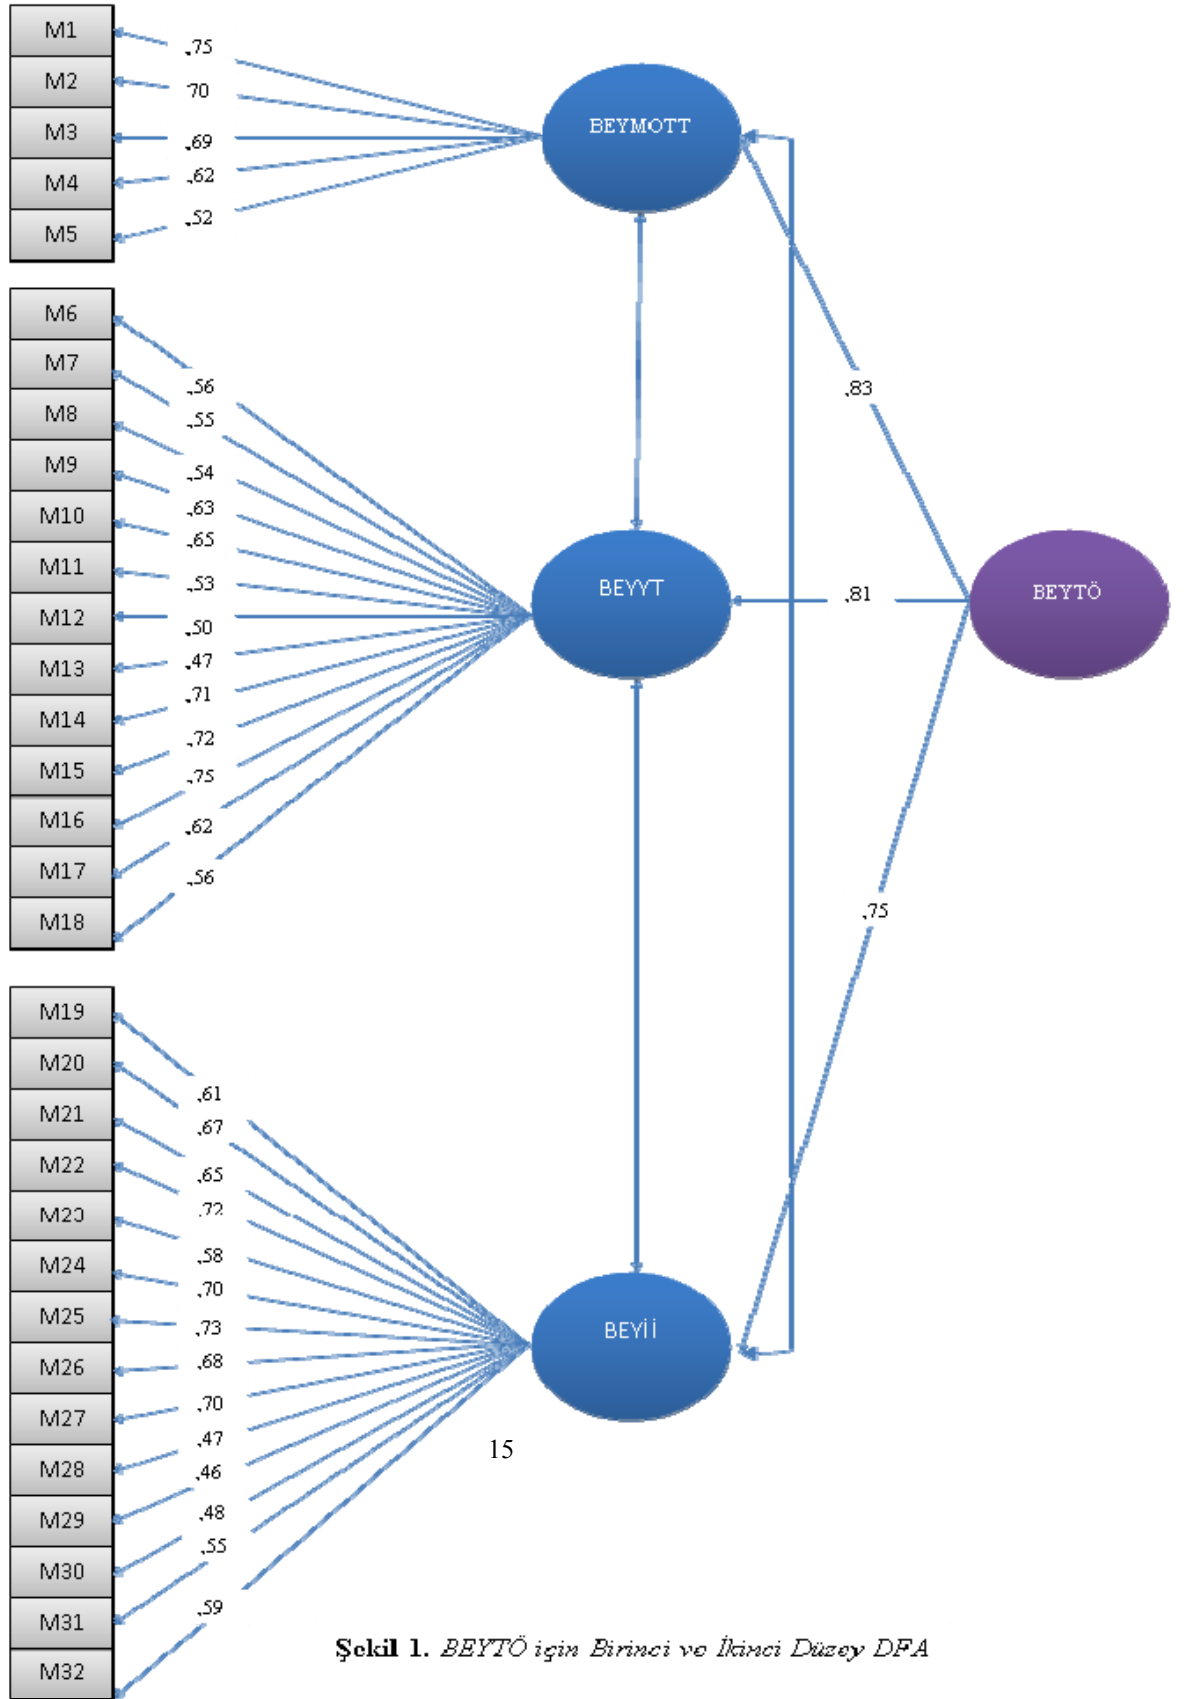 M1
M2
M3
M4
M5
,75
,70
,69
,62
,52
BEYMOTT
M6
M7
M8
M9
M10
M11
M12
M13
M14
M15
M16
M17
M18
,56
,55
,54
,63
,65
,53
,50
,47
,71
,72
,75
,62
,56
BEYYT
,83
,81
,75
BEYTÖ
M19
M20
M21
M22
M23
M24
M25
M26
M27
M28
M29
M30
M31
M32
,61
,67
,65
,72
,58
,70
,73
,68
,70
,47
,46
,48
,55
,59
BEYİİ
15
Şekil 1. BEYTÖ için Birinci ve İkinci Düzey DFA